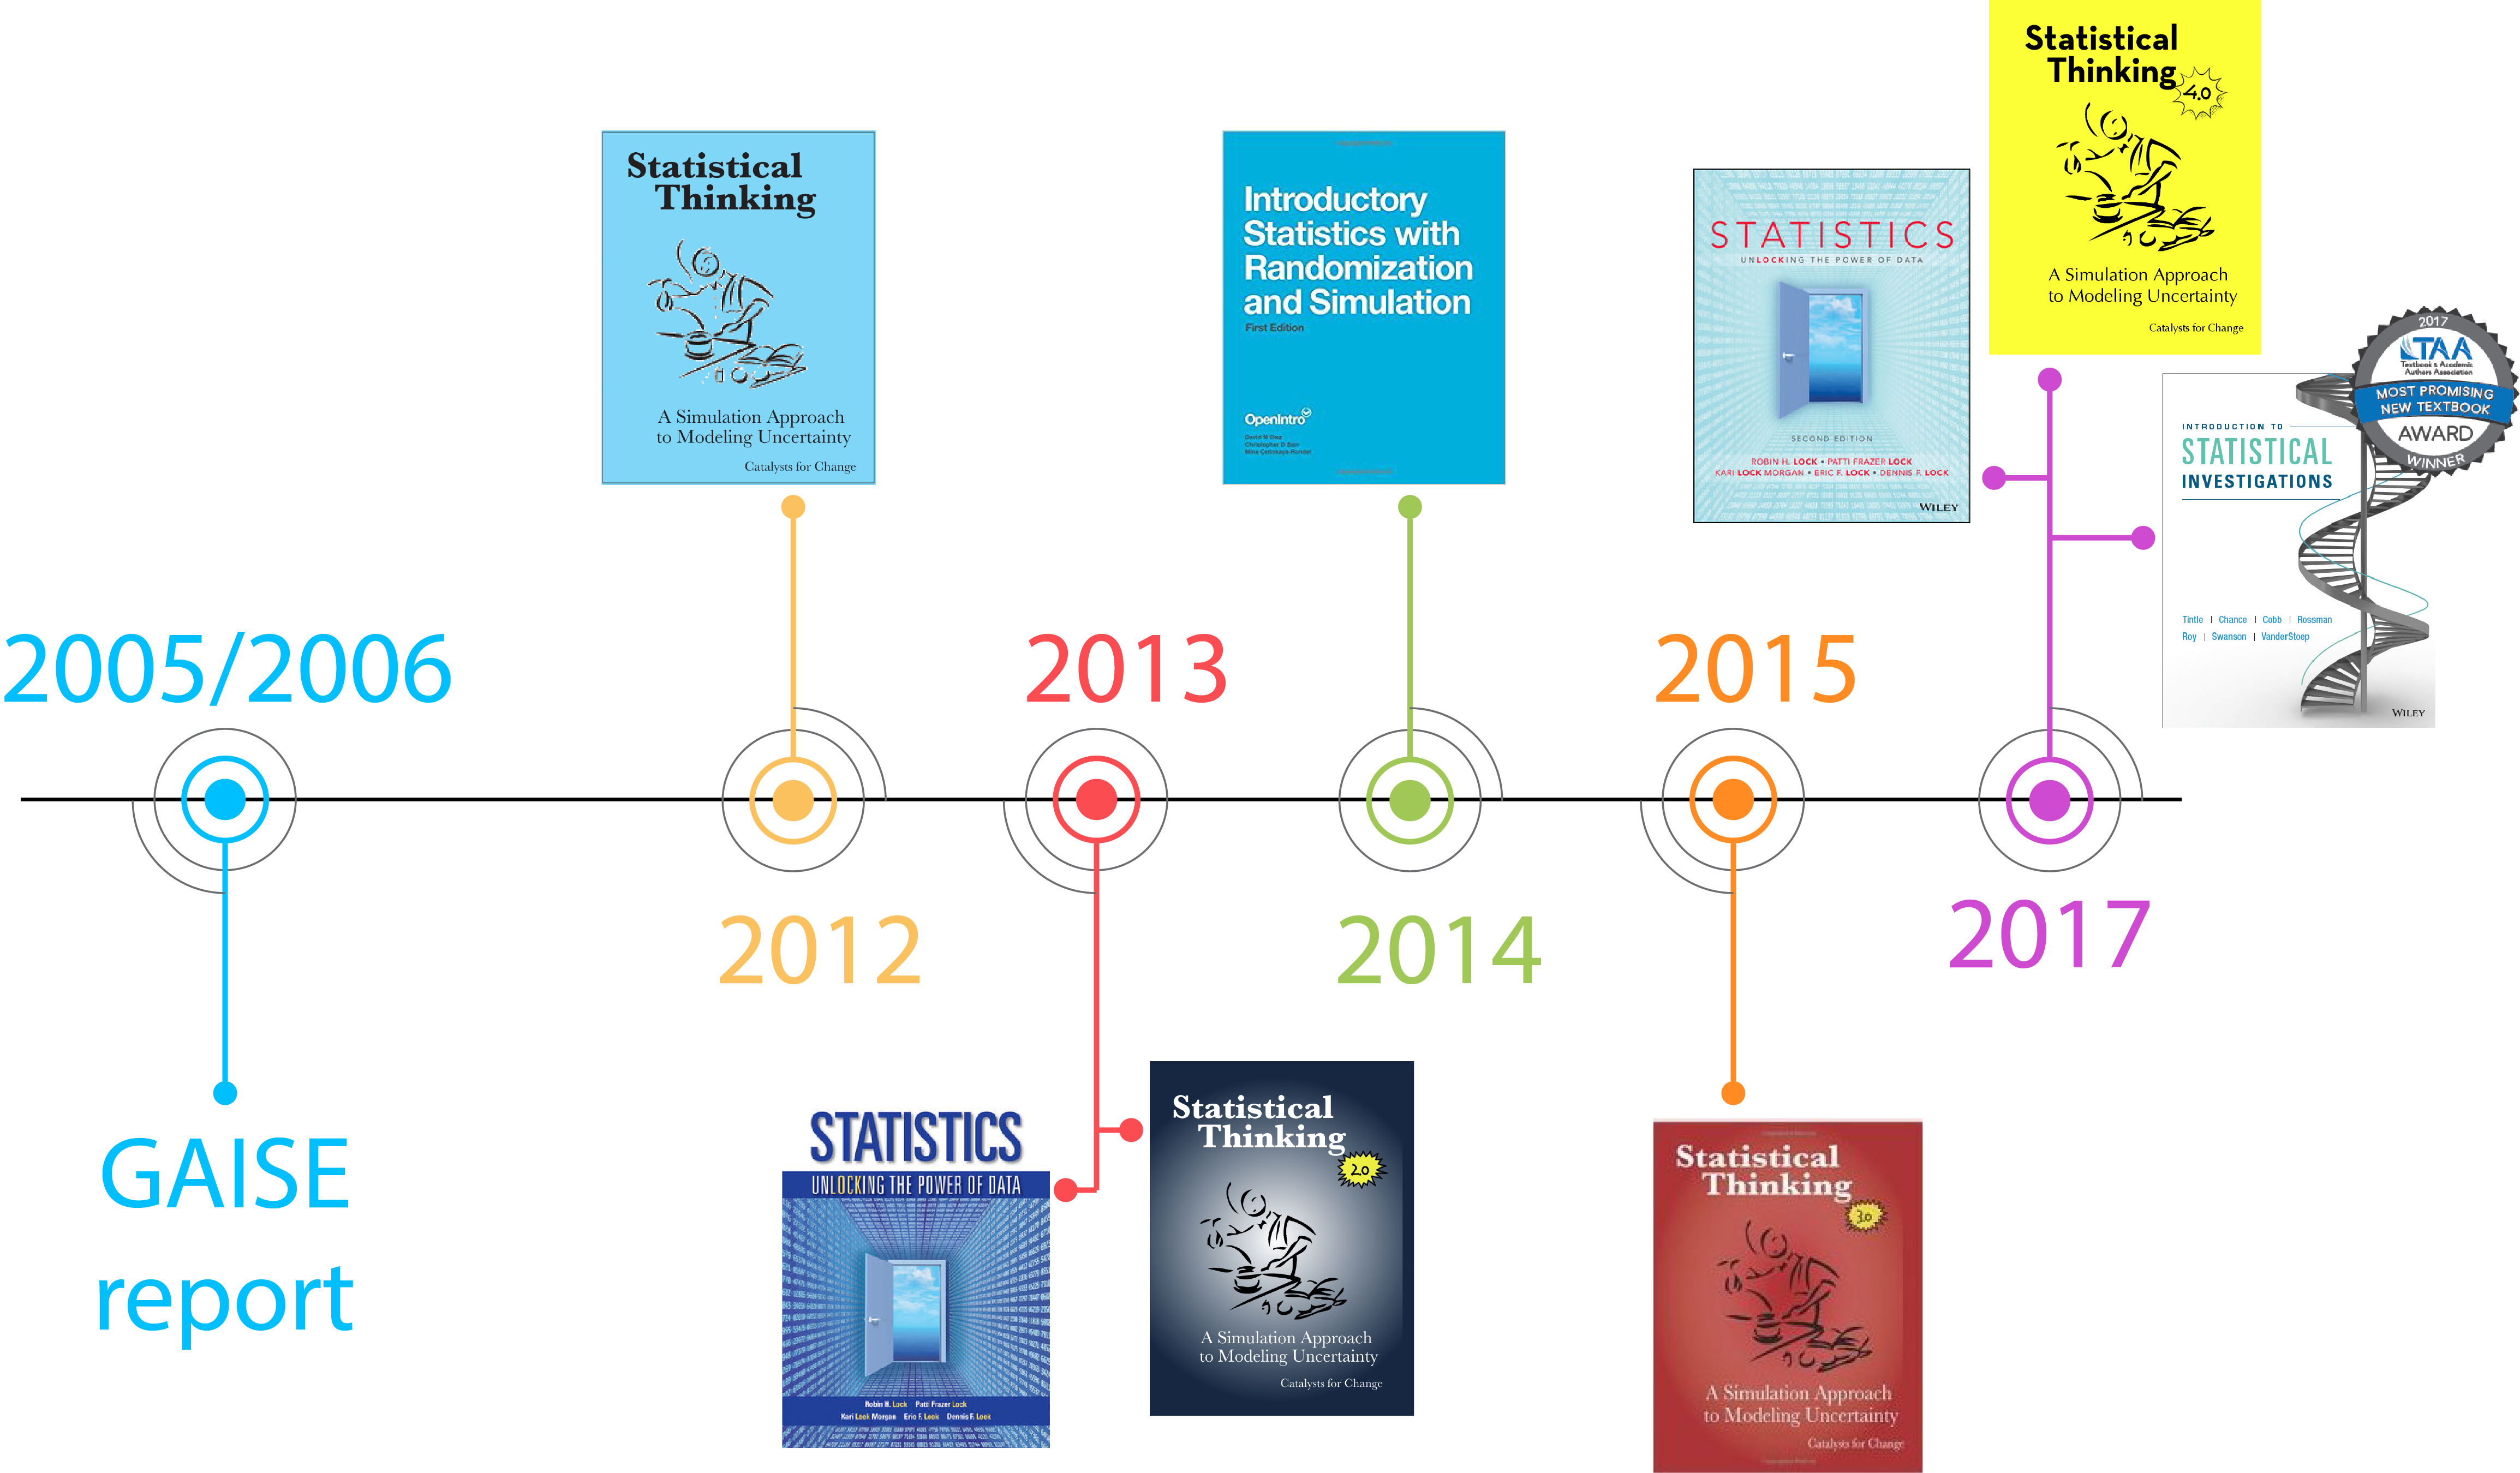 2005/2006
GAISE
report
Statistical
Thinking
A Simulation Approach
to Modeling Uncertainty
Catalysts for Change
2012
2013
STATISTICS
UNLOCKING THE POWER OF DATA
Robin H. Lock Patti Frazer Lock
Kari Lock Morgan Eric F. Lock Dennis F. Lock
Statistical
Thinking
2.0
A Simulation Approach
to Modeling Uncertainty
Catalysts for Change
Introductory
Statistics with
Randomization
and Simulation
First Edition
OpenIntro
David M Diez
Christopher D Barr
Mine Çetinkaya-Rundel
2014
2015
Statistical
Thinking
3.0
A Simulation Approach
to Modeling Uncertainty
Catalysts for Change
STATISTICS
UNLOCKING THE POWER OF DATA
SECOND EDITION
ROBIN H. LOCK • PATTI FRAZER LOCK
KARI LOCK MORGAN • ERIC F. LOCK • DENNIS F. LOCK
WILEY
Statistical
Thinking
4.0
A Simulation Approach
to Modeling Uncertainty
Catalysts for Change
2017
TAA
Textbook & Academic
Authors Association
MOST PROMISING
NEW TEXTBOOK
AWARD
WINNER
INTRODUCTION TO
STATISTICAL
INVESTIGATIONS
Tintle | Chance | Cobb | Rossman
Roy | Swanson | VanderStoep
WILEY
2017